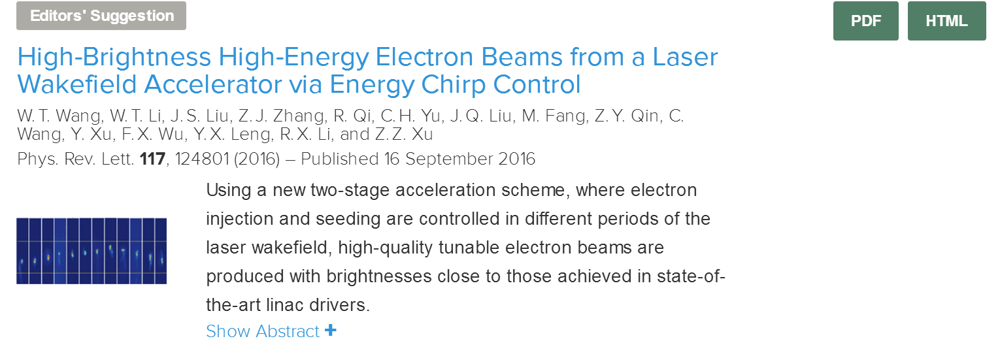 Editors' Suggestion
PDF
HTML
High-Brightness High-Energy Electron Beams from a Laser
Wakefield Accelerator via Energy Chirp Control
W. T. Wang, W. T. Li, J. S. Liu, Z. J. Zhang, R. Qi, C. H. Yu, J. Q. Liu, M. Fang, Z. Y. Qin, C.
Wang, Y. Xu, F. X. Wu, Y. X. Leng, R. X. Li, and Z. Z. Xu
Phys. Rev. Lett. 117, 124801 (2016) – Published 16 September 2016
Using a new two-stage acceleration scheme, where electron
injection and seeding are controlled in different periods of the
laser wakefield, high-quality tunable electron beams are
produced with brightnesses close to those achieved in state-of-
the-art linac drivers.
Show Abstract +